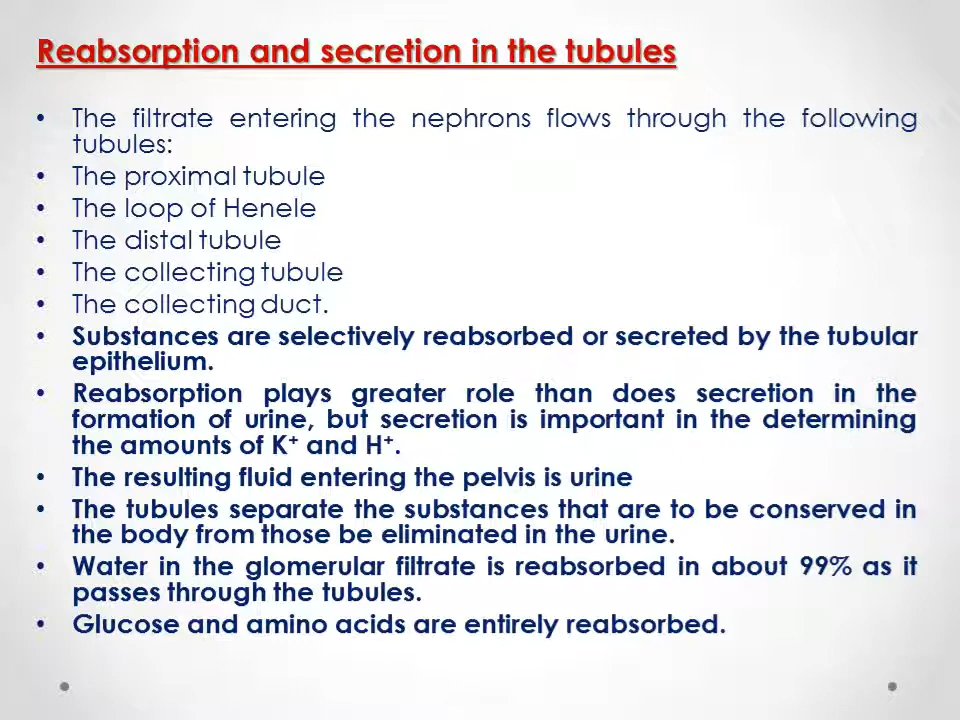 Reabsorption and secretion in the tubules
• The filtrate entering the nephrons flows through the following
tubules:
• The proximal tubule
• The loop of Henele
• The distal tubule
• The collecting tubule
• The collecting duct.
• Substances are selectively reabsorbed or secreted by the tubular
epithelium.
• Reabsorption plays greater role than does secretion in the
formation of urine, but secretion is important in the determining
the amounts of K⁺ and H⁺.
• The resulting fluid entering the pelvis is urine
• The tubules separate the substances that are to be conserved in
the body from those be eliminated in the urine.
• Water in the glomerular filtrate is reabsorbed in about 99% as it
passes through the tubules.
• Glucose and amino acids are entirely reabsorbed.